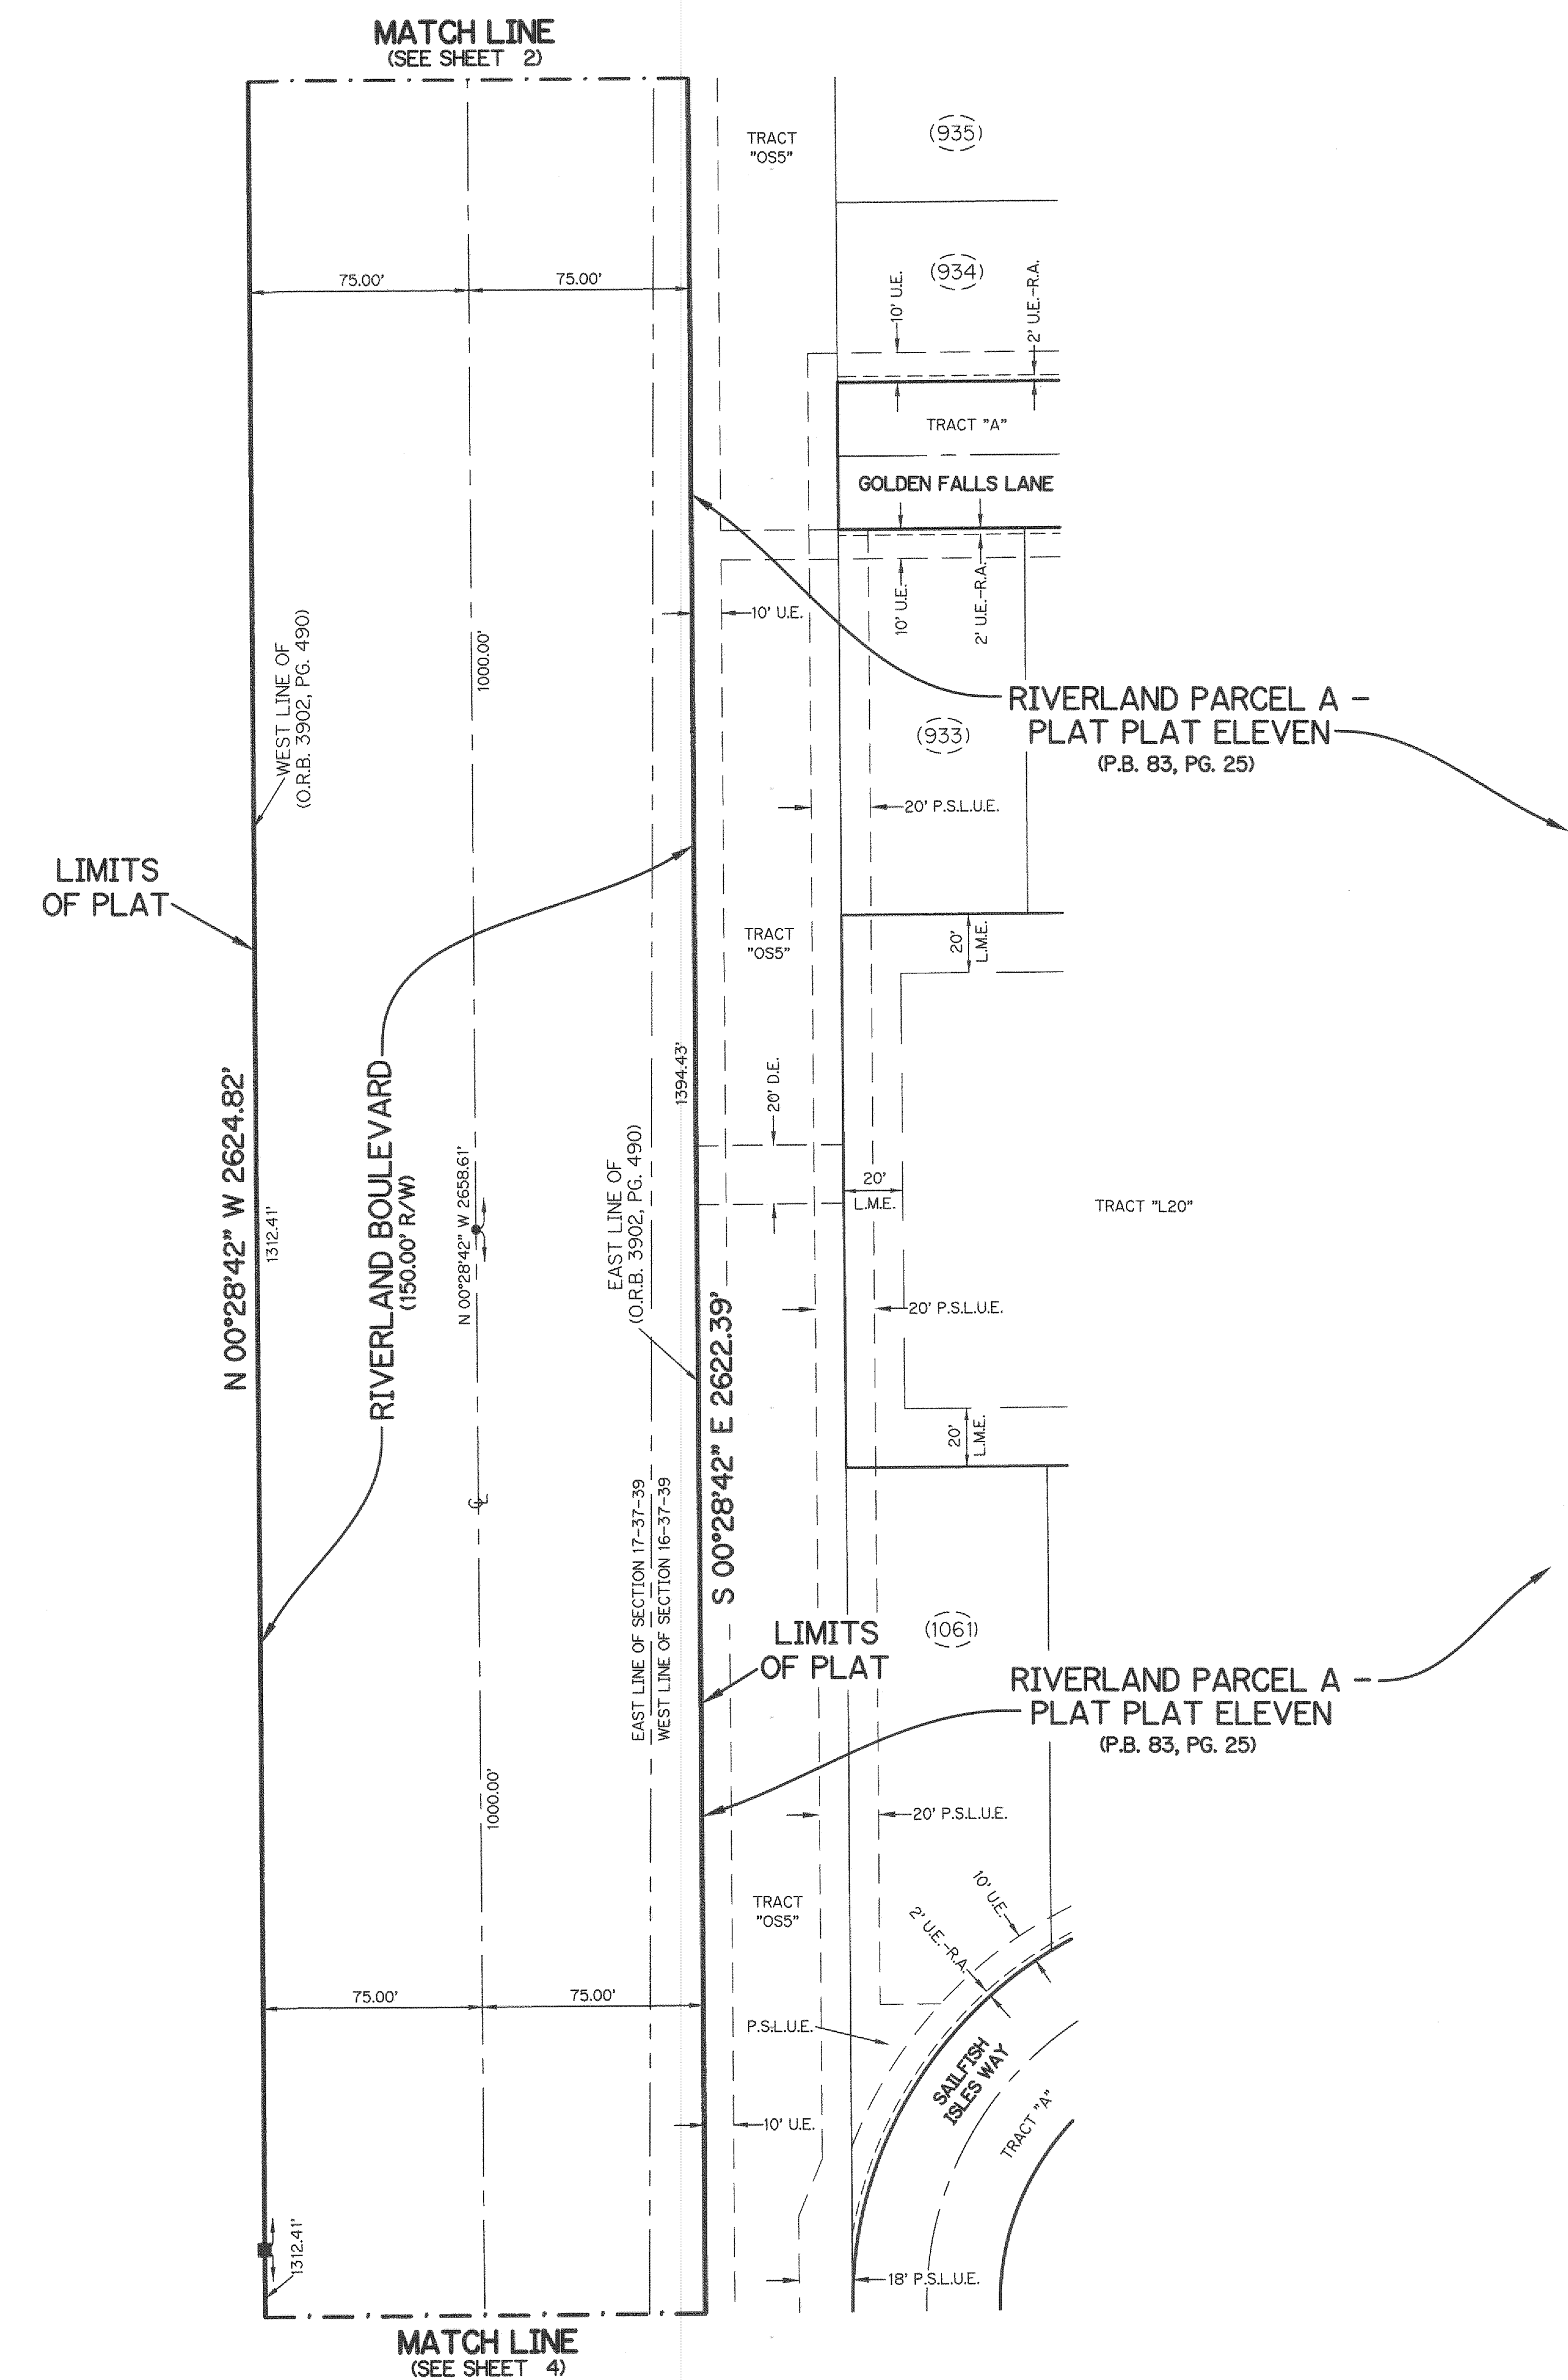 MATCH LINE
(SEE SHEET 2)
TRACT
"OS5"
(935)
(934)
75.00'
75.00'
10' U.E.
2' U.E.-R.A.
TRACT "A"
GOLDEN FALLS LANE
10' U.E.
10' U.E.
2' U.E.-R.A.
WEST LINE OF
(O.R.B. 3902, PG. 490)
1000.00'
RIVERLAND PARCEL A -
PLAT PLAT ELEVEN
(P.B. 83, PG. 25)
(933)
20' P.S.L.U.E.
LIMITS
OF PLAT
TRACT
"OS5"
20'
L.M.E.
N 00°28'42" W 2624.82'
1312.41'
RIVERLAND BOULEVARD
(150.00' R/W)
N 00°28'42" W 2658.61'
1394.43'
20' D.E.
EAST LINE OF
(O.R.B. 3902, PG. 490)
20'
L.M.E.
TRACT "L20"
S 00°28'42" E 2622.39'
20' P.S.L.U.E.
20'
L.M.E.
CL
EAST LINE OF SECTION 17-37-39
WEST LINE OF SECTION 16-37-39
LIMITS
OF PLAT
(1061)
RIVERLAND PARCEL A -
PLAT PLAT ELEVEN
(P.B. 83, PG. 25)
1000.00'
20' P.S.L.U.E.
TRACT
"OS5"
10' U.E.
2' U.E.-R.A.
75.00'
75.00'
P.S.L.U.E.
SAILFISH
ISLES WAY
TRACT "A"
10' U.E.
1312.41'
18' P.S.L.U.E.
MATCH LINE
(SEE SHEET 4)